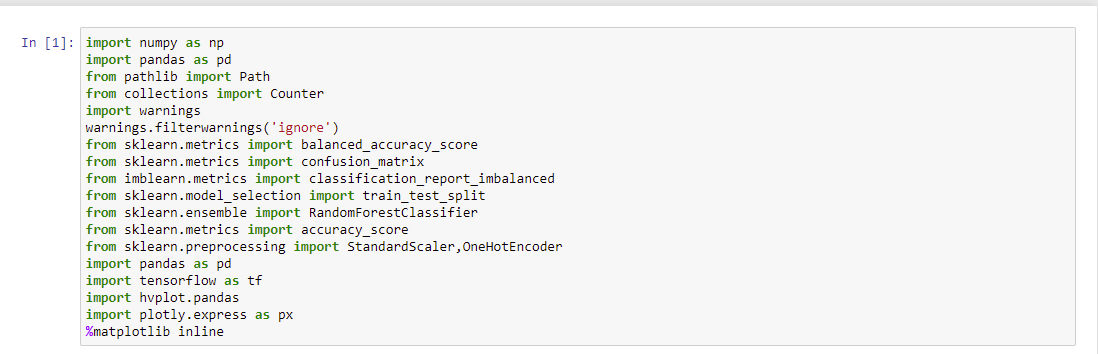 In [1]: import numpy as np
import pandas as pd
from pathlib import Path
from collections import Counter
import warnings
warnings.filterwarnings('ignore')
from sklearn.metrics import balanced_accuracy_score
from sklearn.metrics import confusion_matrix
from imblearn.metrics import classification_report_imbalanced
from sklearn.model_selection import train_test_split
from sklearn.ensemble import RandomForestClassifier
from sklearn.metrics import accuracy_score
from sklearn.preprocessing import StandardScaler,OneHotEncoder
import pandas as pd
import tensorflow as tf
import hvplot.pandas
import plotly.express as px
%matplotlib inline